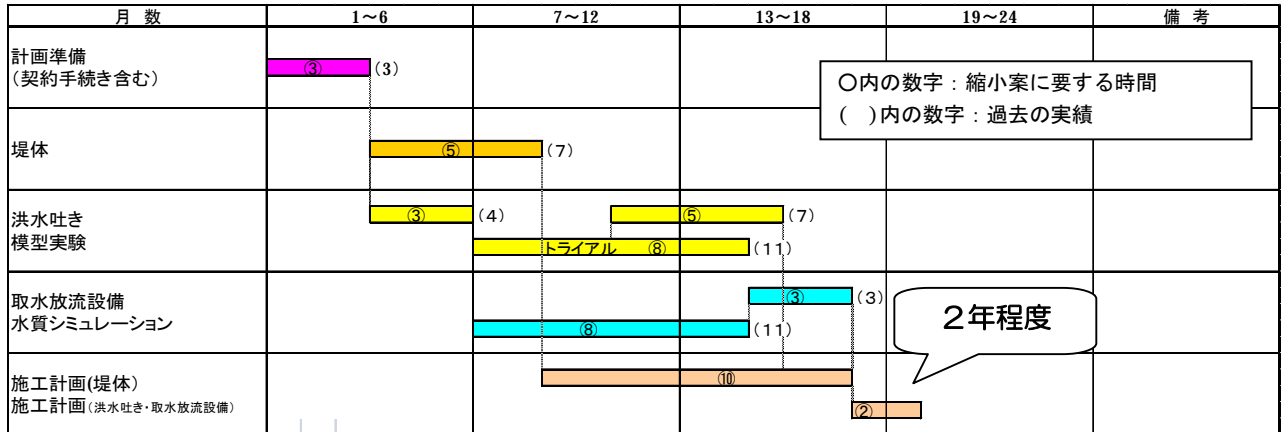 月 数 1～6 7～12 13～18 19～24 備 考
計画準備
（契約手続き含む）
③ (3)
〇内の数字：縮小案に要する時間
( )内の数字：過去の実績
堤体
⑤ (7)
洪水吐き
模型実験
③ (4) ⑤ (7)
トライアル ⑧ (11)
取水放流設備
水質シミュレーション
③ (3)
⑧ (11)
2年程度
施工計画(堤体）
施工計画(洪水吐き・取水放流設備)
⑩
②